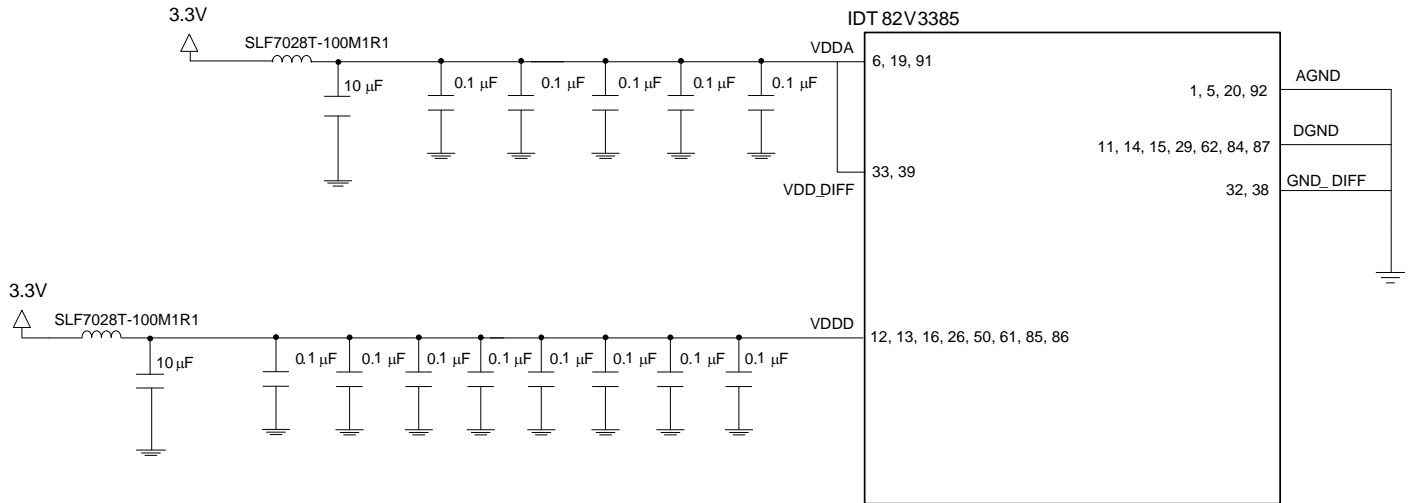 3.3V
IDT 82V3385
SLF7028T-100M1R1
VDDA
6, 19, 91
10 µF
0.1 µF
0.1 µF
0.1 µF
0.1 µF
0.1 µF
AGND
1, 5, 20, 92
DGND
11, 14, 15, 29, 62, 84, 87
33, 39
VDD_DIFF
GND_ DIFF
32, 38
3.3V
SLF7028T-100M1R1
VDDD
12, 13, 16, 26, 50, 61, 85, 86
10 µF
0.1 µF
0.1 µF
0.1 µF
0.1 µF
0.1 µF
0.1 µF
0.1 µF
0.1 µF